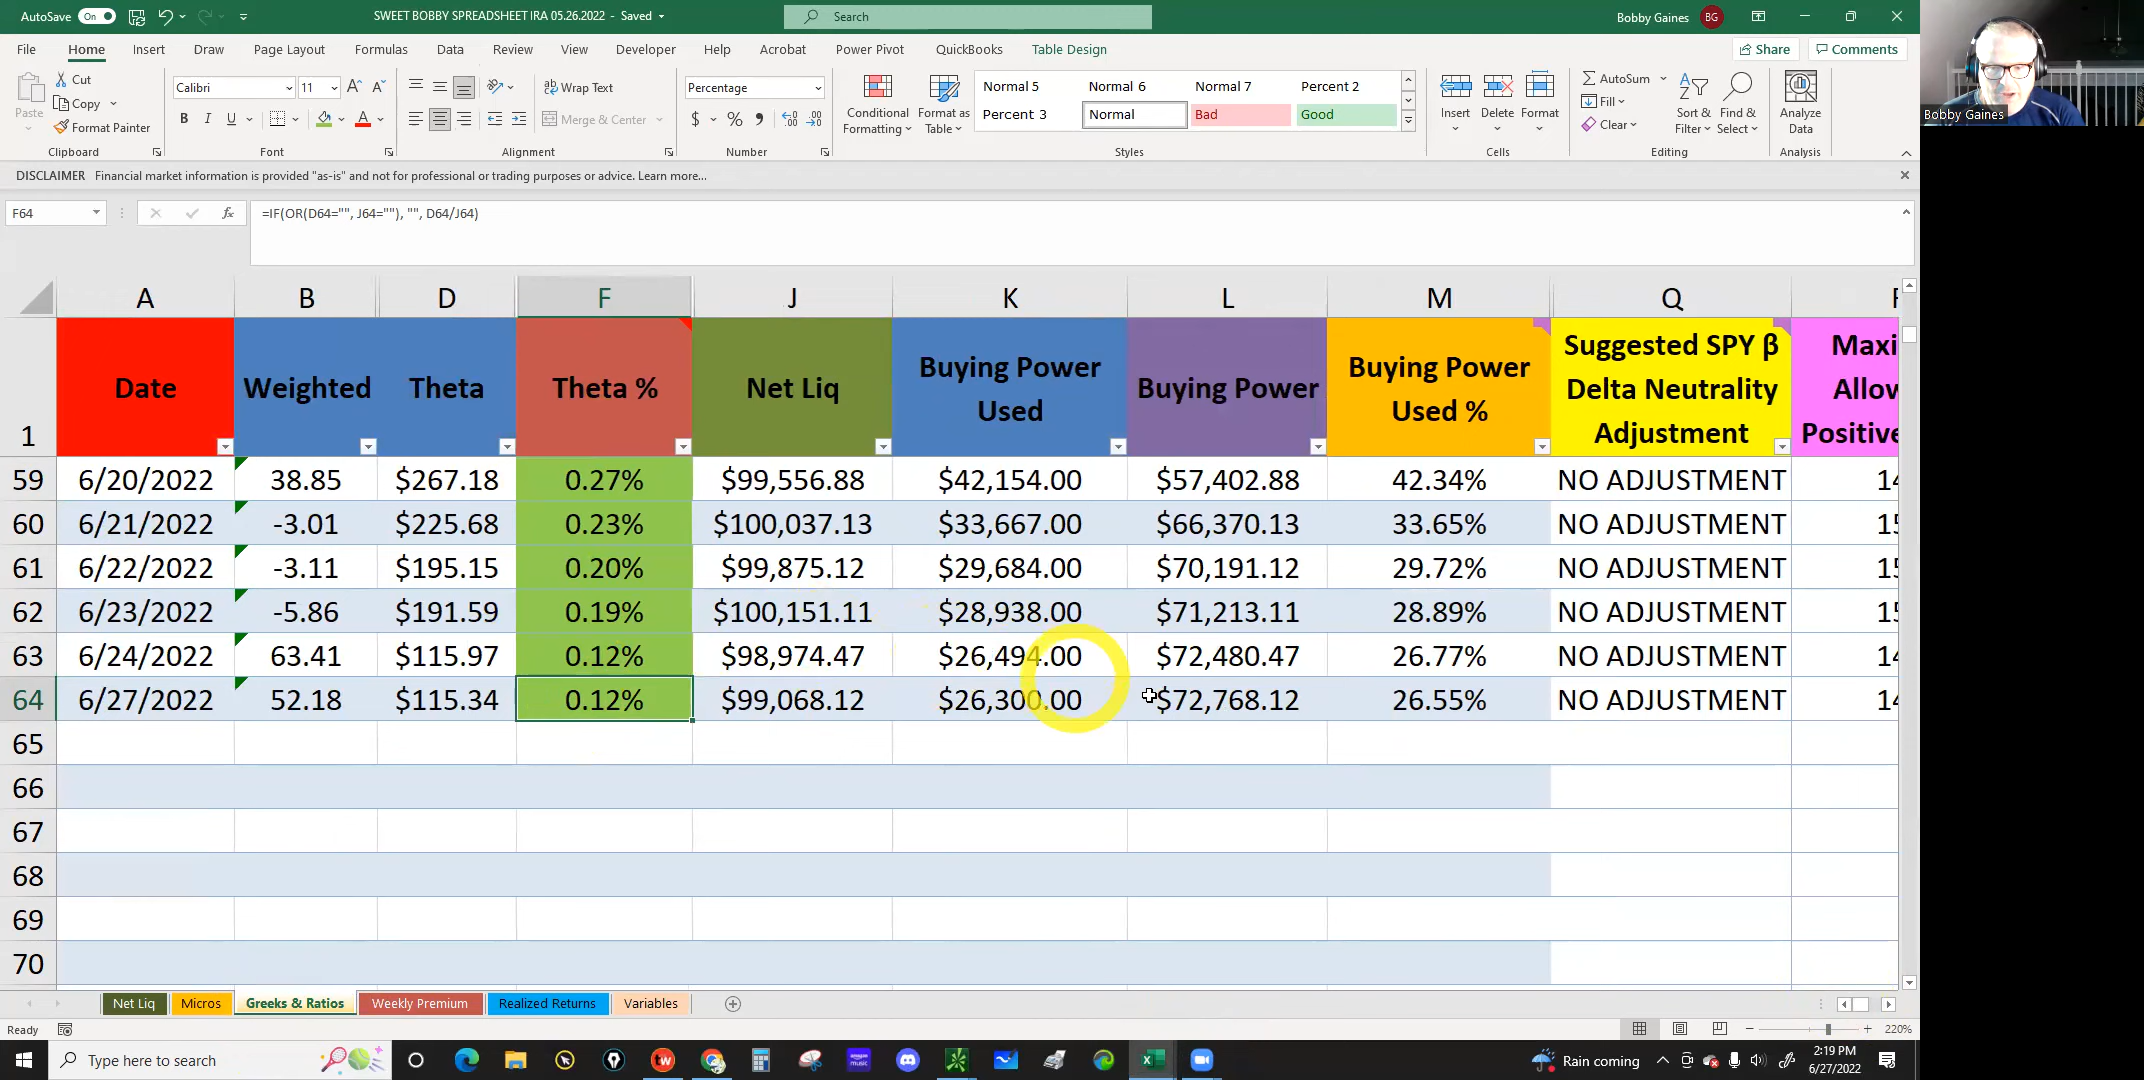 AutoSave On
SWEET BOBBY SPREADSHEET IRA 05.26.2022 - Saved
Search
Bobby Gaines BG
File Home Insert Draw Page Layout Formulas Data Review View Developer Help Acrobat Power Pivot QuickBooks Table Design
Share Comments
Paste
Cut
Copy
Format Painter
Clipboard
Calibri 11
B I U
Font
Wrap Text
Merge & Center
Alignment
Percentage
$ % 9
Number
Conditional Formatting
Format as Table
Normal 5 Normal 6 Normal 7 Percent 2
Percent 3 Normal Bad Good
Styles
Insert Delete Format
Cells
AutoSum
Fill
Clear
Sort & Filter
Find & Select
Editing
Analyze Data
Analysis
Bobby Gaines
DISCLAIMER Financial market information is provided "as-is" and not for professional or trading purposes or advice. Learn more...
F64 fx =IF(OR(D64="", J64=""), "", D64/J64)
A B D F J K L M Q
1 Date Weighted Theta Theta % Net Liq Buying Power Used Buying Power Buying Power Used % Suggested SPY β Delta Neutrality Adjustment Maxi Allow Positive
59 6/20/2022 38.85 $267.18 0.27% $99,556.88 $42,154.00 $57,402.88 42.34% NO ADJUSTMENT 14
60 6/21/2022 -3.01 $225.68 0.23% $100,037.13 $33,667.00 $66,370.13 33.65% NO ADJUSTMENT 15
61 6/22/2022 -3.11 $195.15 0.20% $99,875.12 $29,684.00 $70,191.12 29.72% NO ADJUSTMENT 15
62 6/23/2022 -5.86 $191.59 0.19% $100,151.11 $28,938.00 $71,213.11 28.89% NO ADJUSTMENT 15
63 6/24/2022 63.41 $115.97 0.12% $98,974.47 $26,494.00 $72,480.47 26.77% NO ADJUSTMENT 14
64 6/27/2022 52.18 $115.34 0.12% $99,068.12 $26,300.00 $72,768.12 26.55% NO ADJUSTMENT 14
65
66
67
68
69
70
Net Liq Micros Greeks & Ratios Weekly Premium Realized Returns Variables
Ready
220%
Type here to search
music
Rain coming
2:19 PM
6/27/2022